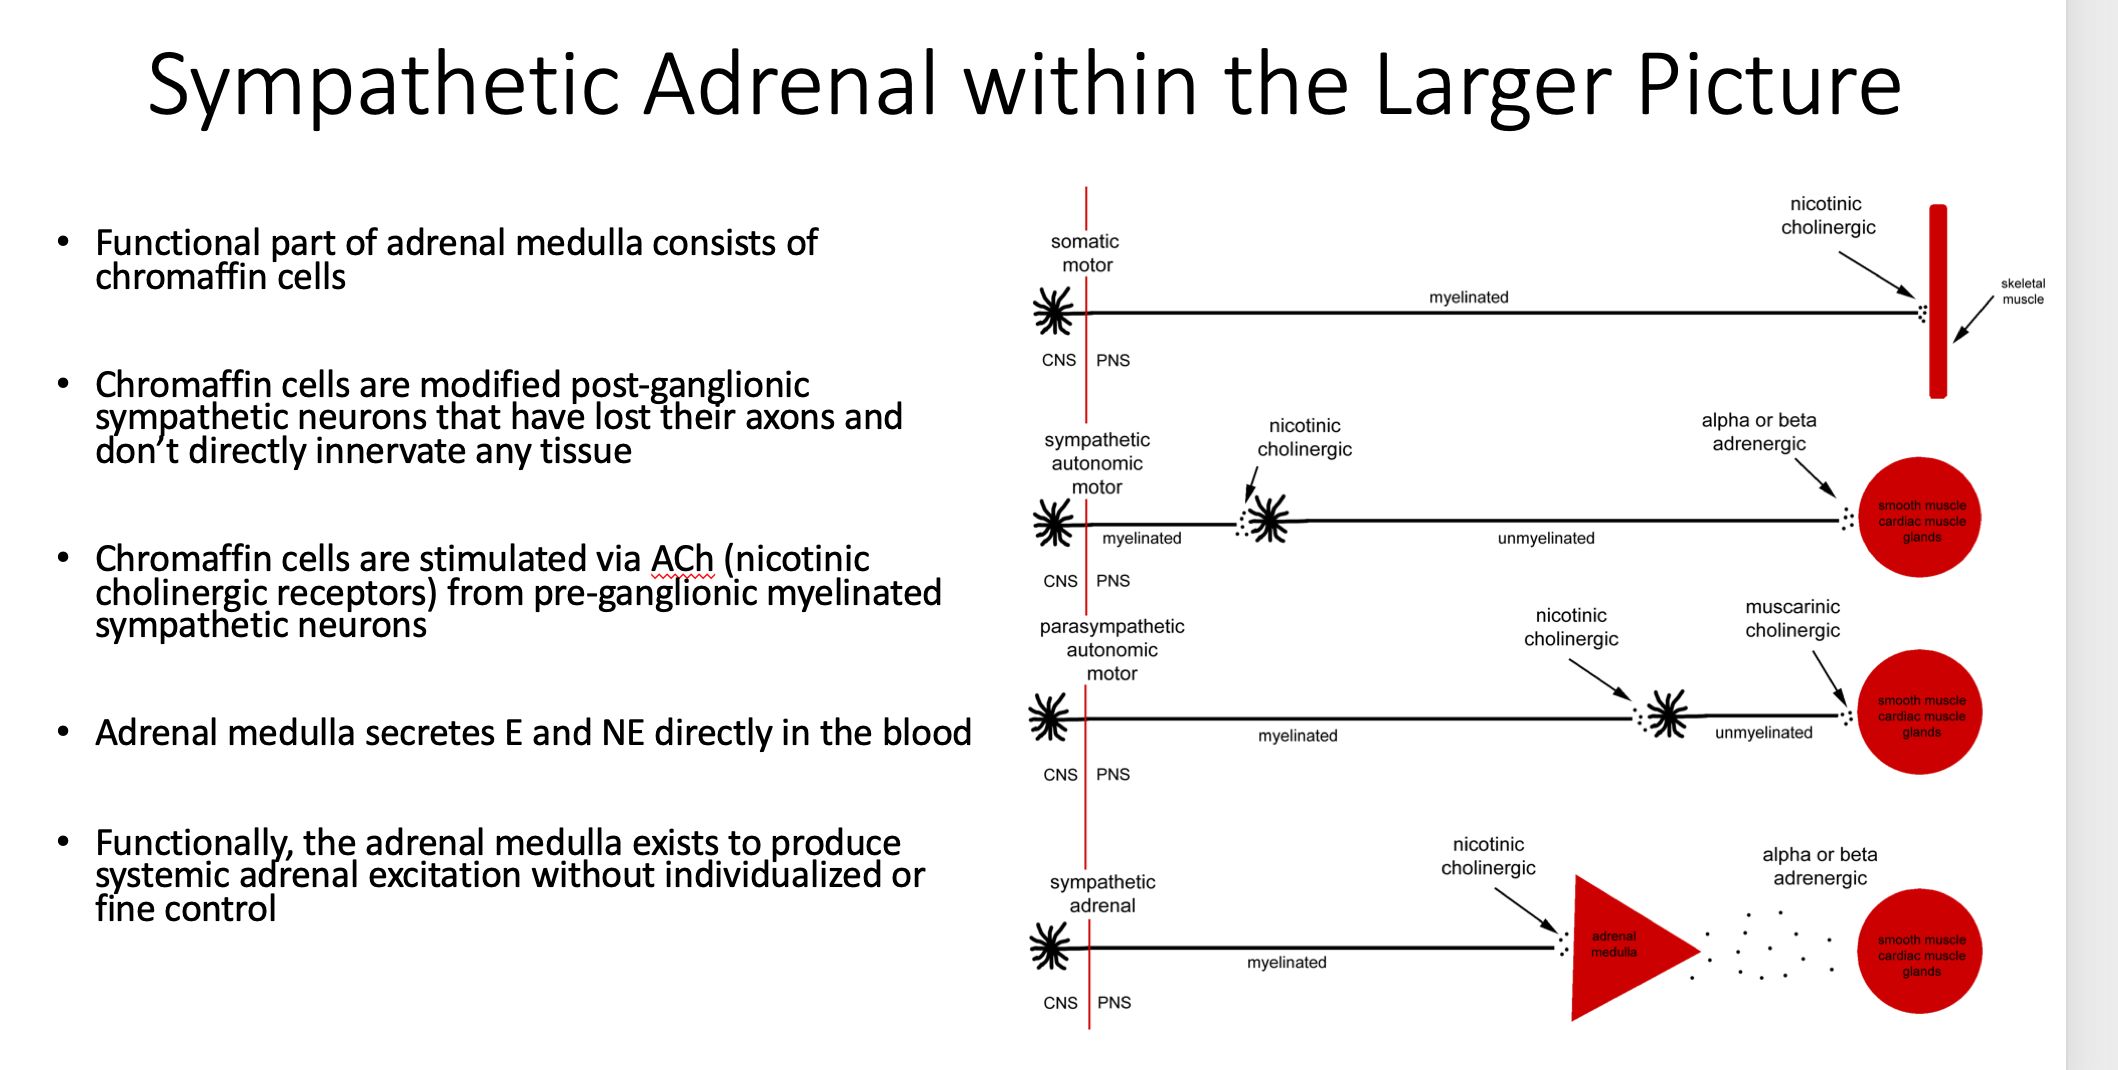 Sympathetic Adrenal within the Larger Picture
• Functional part of adrenal medulla consists of
chromaffin cells
• Chromaffin cells are modified post-ganglionic
sympathetic neurons that have lost their axons and
don’t directly innervate any tissue
• Chromaffin cells are stimulated via ACh (nicotinic
cholinergic receptors) from pre-ganglionic myelinated
sympathetic neurons
• Adrenal medulla secretes E and NE directly in the blood
• Functionally, the adrenal medulla exists to produce
systemic adrenal excitation without individualized or
fine control
somatic
motor
myelinated
nicotinic
cholinergic
skeletal
muscle
CNS PNS
sympathetic
autonomic
motor
myelinated
nicotinic
cholinergic
unmyelinated
alpha or beta
adrenergic
smooth muscle
cardiac muscle
glands
CNS PNS
parasympathetic
autonomic
motor
myelinated
nicotinic
cholinergic
unmyelinated
muscarinic
cholinergic
smooth muscle
cardiac muscle
glands
CNS PNS
sympathetic
adrenal
myelinated
nicotinic
cholinergic
adrenal
medulla
alpha or beta
adrenergic
smooth muscle
cardiac muscle
glands
CNS PNS